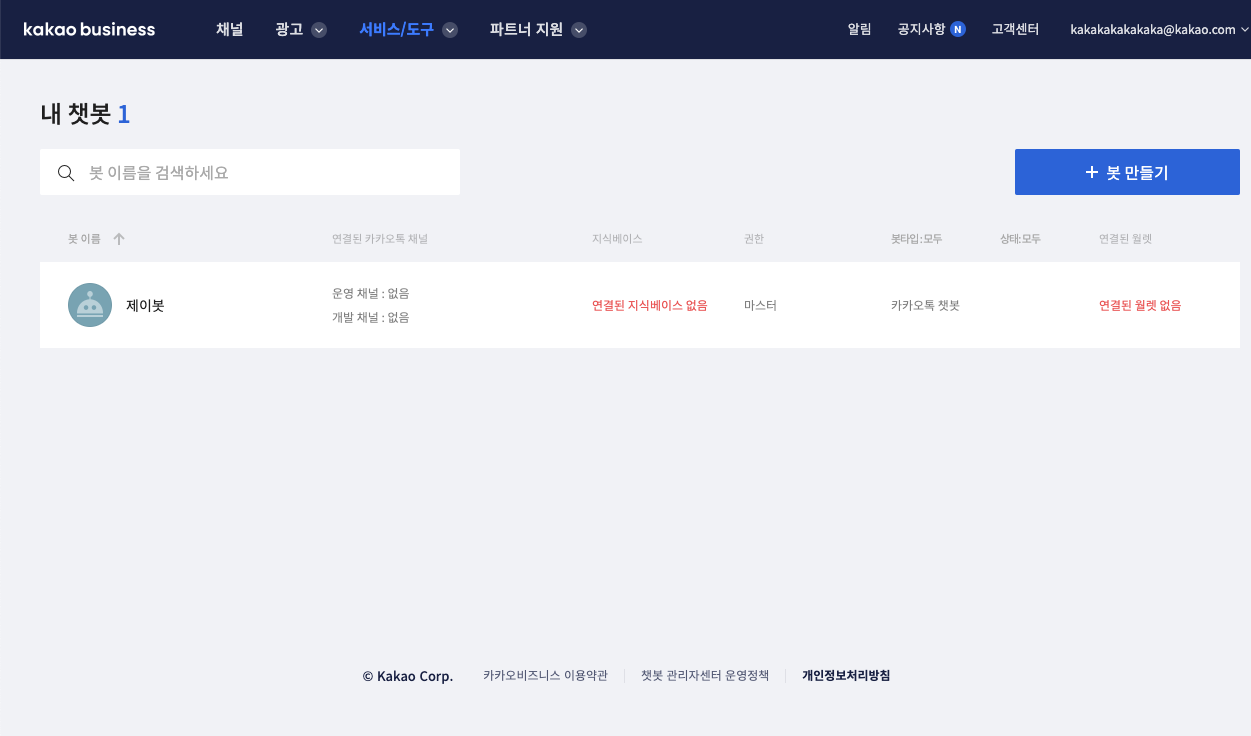 kakao business 채널 광고 서비스/도구 파트너 지원 알림 공지사항 N 고객센터 kakakakakakaka@kakao.com
내 챗봇 1
봇 이름을 검색하세요 + 봇 만들기
봇 이름 연결된 카카오톡 채널 지식베이스 권한 봇타입:모두 상태:모두 연결된 월렛
제이봇
운영 채널 : 없음
개발 채널 : 없음
연결된 지식베이스 없음 마스터 카카오톡 챗봇 연결된 월렛 없음
© Kakao Corp. 카카오비즈니스 이용약관 챗봇 관리자센터 운영정책 개인정보처리방침